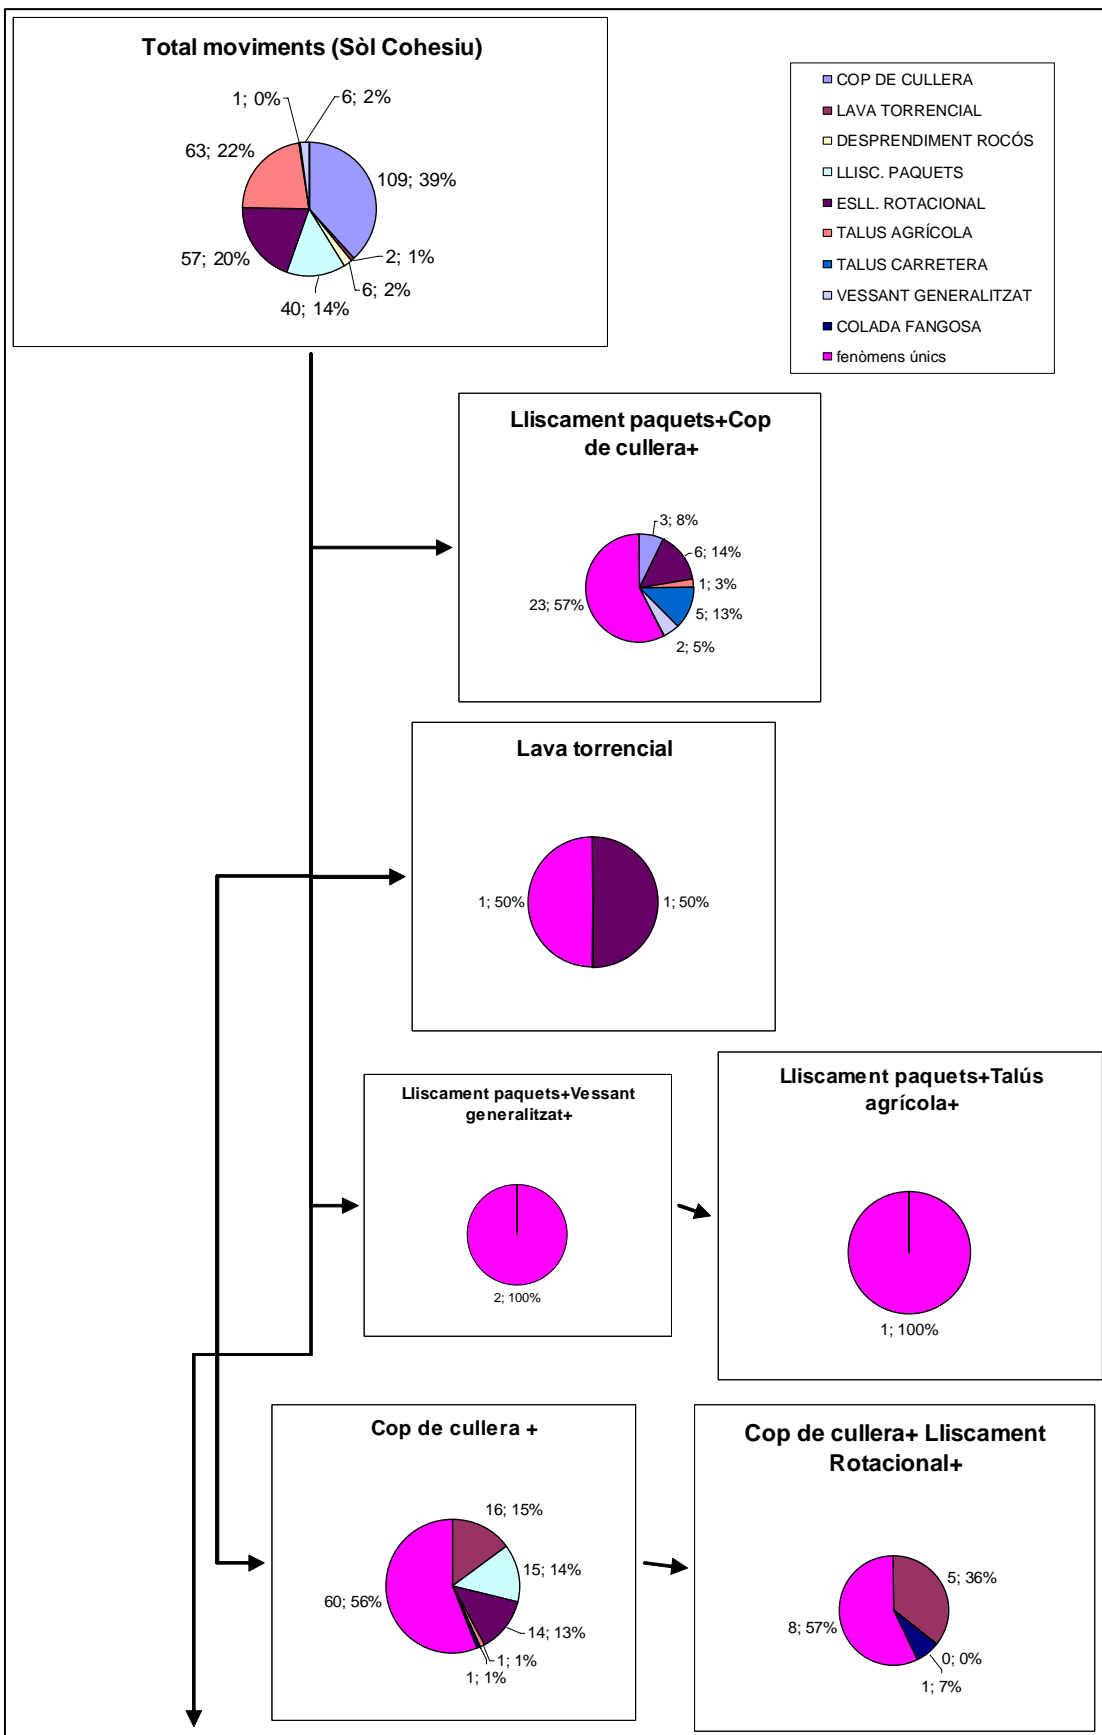 Total moviments (Sòl Cohesiu)
1; 0%
6; 2%
63; 22%
109; 39%
57; 20%
2; 1%
6; 2%
40; 14%
COP DE CULLERA
LAVA TORRENCIAL
DESPRENDIMENT ROCÓS
LLISC. PAQUETS
ESLL. ROTACIONAL
TALUS AGRÍCOLA
TALUS CARRETERA
VESSANT GENERALITZAT
COLADA FANGOSA
fenòmens únics
Lliscament paquets+Cop
de cullera+
3; 8%
6; 14%
1; 3%
23; 57%
5; 13%
2; 5%
Lava torrencial
1; 50%
1; 50%
Lliscament paquets+Vessant
generalitzat+
2; 100%
Lliscament paquets+Talús
agrícola+
1; 100%
Cop de cullera +
16; 15%
15; 14%
60; 56%
14; 13%
1; 1%
1; 1%
Cop de cullera+ Lliscament
Rotacional+
5; 36%
8; 57%
0; 0%
1; 7%